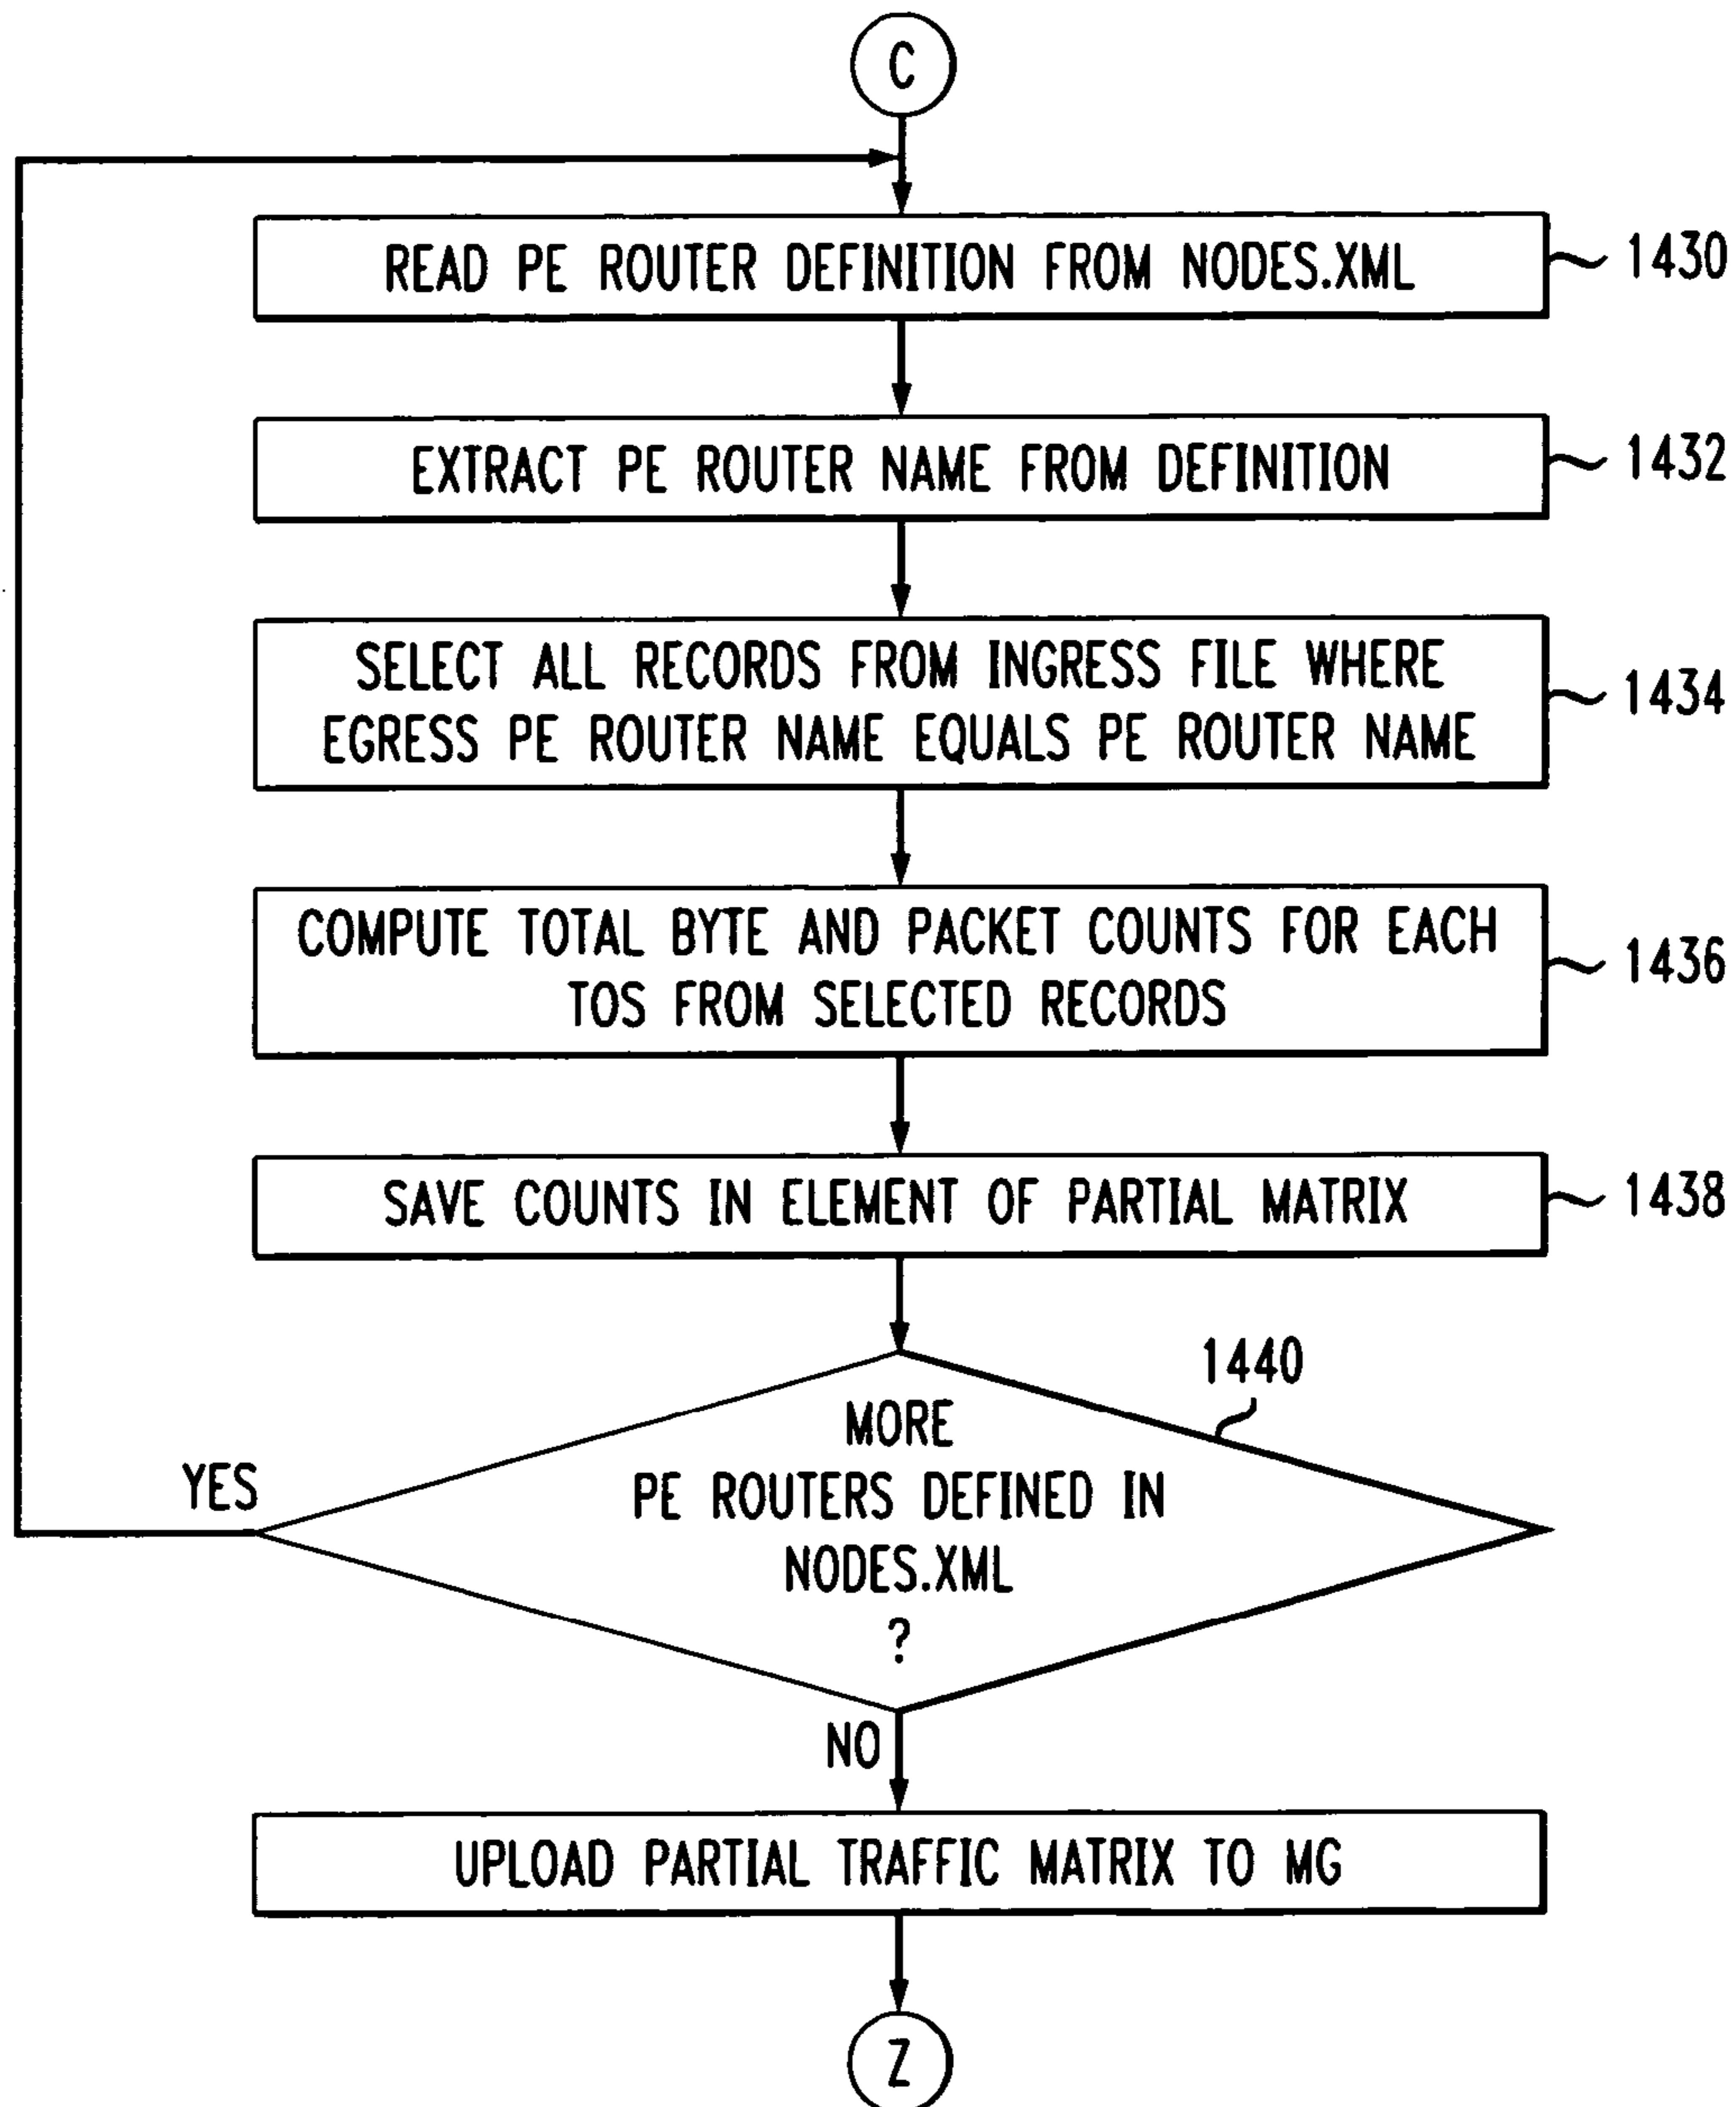 C
READ PE ROUTER DEFINITION FROM NODES.XML
1430
EXTRACT PE ROUTER NAME FROM DEFINITION
1432
SELECT ALL RECORDS FROM INGRESS FILE WHERE
EGRESS PE ROUTER NAME EQUALS PE ROUTER NAME
1434
COMPUTE TOTAL BYTE AND PACKET COUNTS FOR EACH
TOS FROM SELECTED RECORDS
1436
SAVE COUNTS IN ELEMENT OF PARTIAL MATRIX
1438
1440
MORE
PE ROUTERS DEFINED IN
NODES.XML
?
YES
NO
UPLOAD PARTIAL TRAFFIC MATRIX TO MG
Z